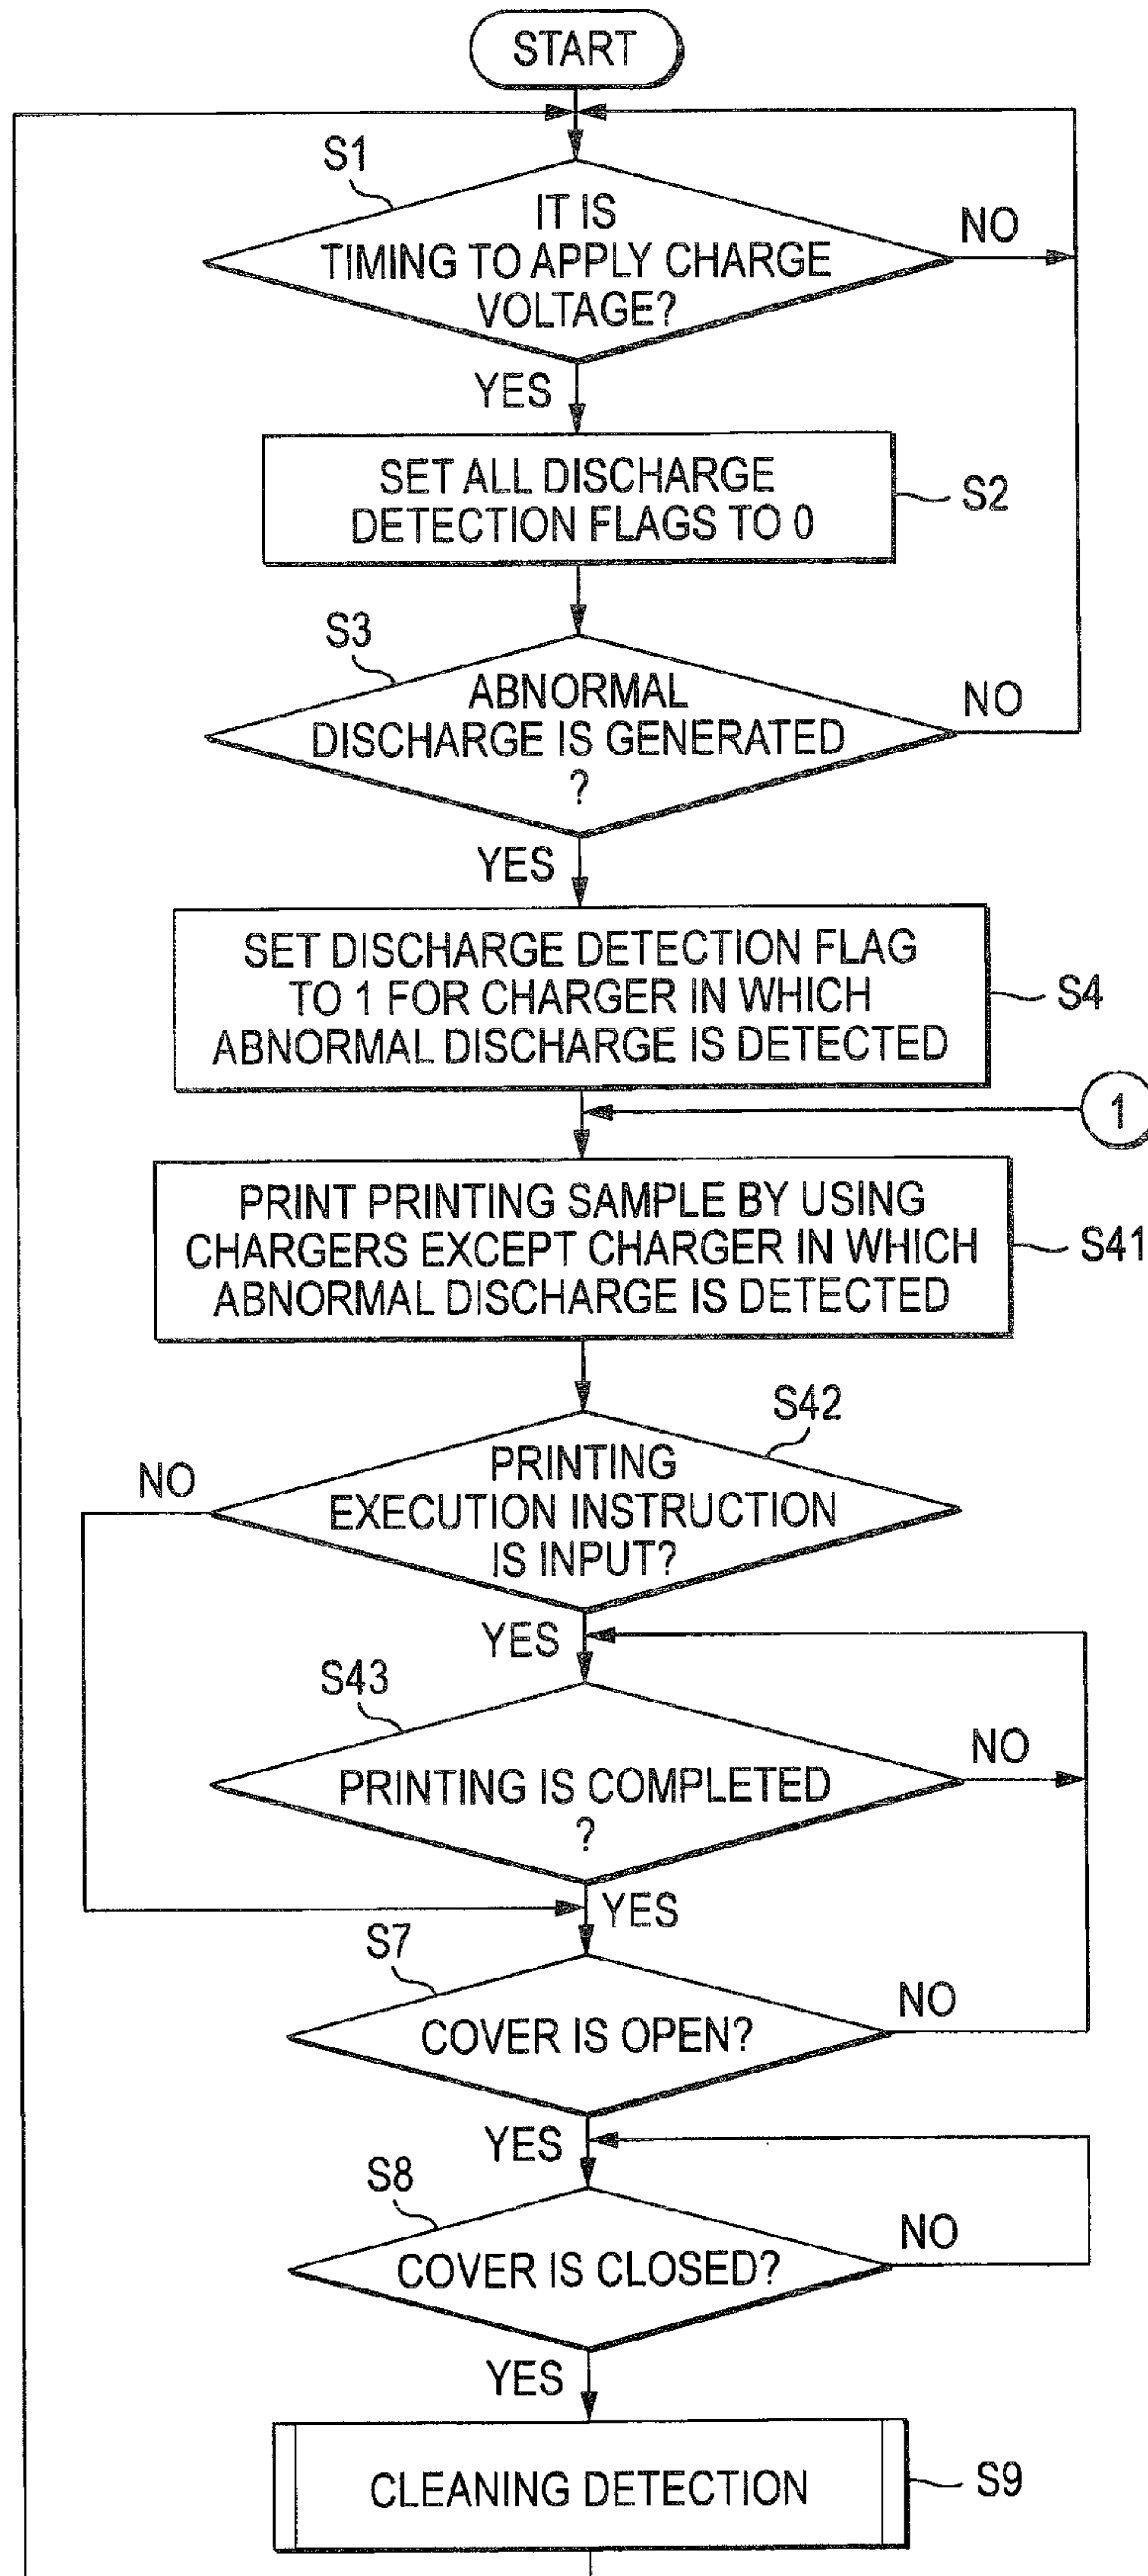 START
S1
IT IS
TIMING TO APPLY CHARGE
VOLTAGE?
NO
YES
SET ALL DISCHARGE
DETECTION FLAGS TO 0
S2
S3
ABNORMAL
DISCHARGE IS GENERATED
?
NO
YES
SET DISCHARGE DETECTION FLAG
TO 1 FOR CHARGER IN WHICH
ABNORMAL DISCHARGE IS DETECTED
S4
1
PRINT PRINTING SAMPLE BY USING
CHARGERS EXCEPT CHARGER IN WHICH
ABNORMAL DISCHARGE IS DETECTED
S41
S42
NO
PRINTING
EXECUTION INSTRUCTION
IS INPUT?
YES
S43
NO
PRINTING IS COMPLETED
?
YES
S7
NO
COVER IS OPEN?
YES
S8
NO
COVER IS CLOSED?
YES
CLEANING DETECTION
S9